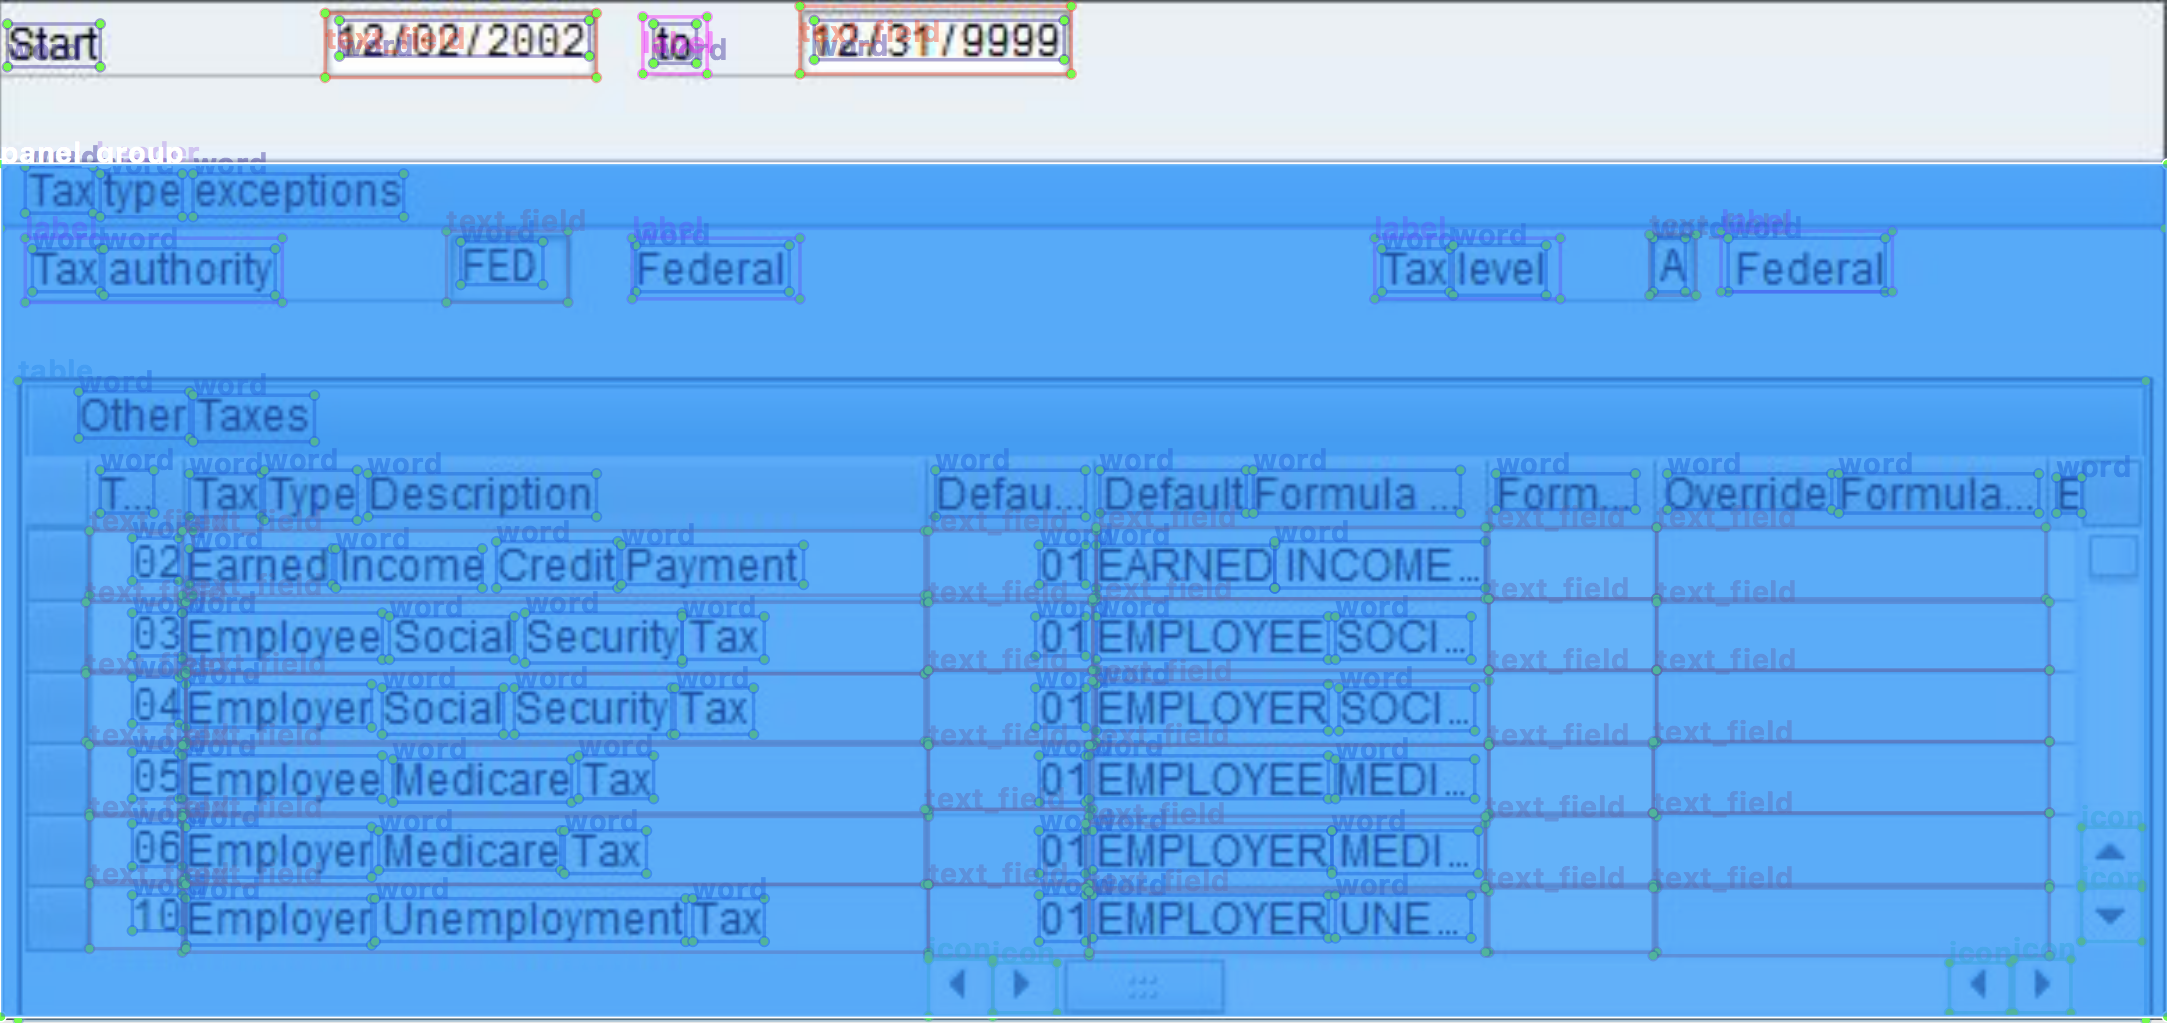 Start 12/02/2002 to 12/31/9999
Tax type exceptions
Tax authority FED Federal Tax level A Federal
Other Taxes
T... Tax Type Description Defau... Default Formula ... Form... Override Formula... E
02 Earned Income Credit Payment 01 EARNED INCOME...
03 Employee Social Security Tax 01 EMPLOYEE SOCI...
04 Employer Social Security Tax 01 EMPLOYER SOCI...
05 Employee Medicare Tax 01 EMPLOYEE MEDI...
06 Employer Medicare Tax 01 EMPLOYER MEDI...
10 Employer Unemployment Tax 01 EMPLOYER UNE...